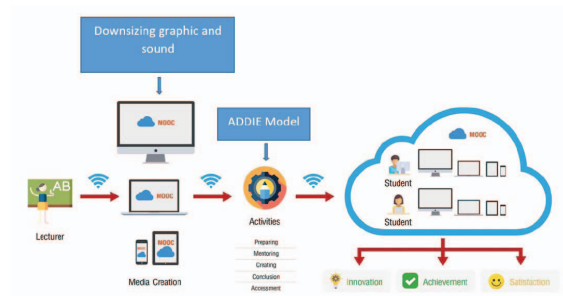 Downsizing graphic and
sound
ADDIE Model
MOOC
MOOC
MOOC
MOOC
AB
Lecturer
Media Creation
Activities
Preparing
Mentoring
Creating
Conclusion
Accessment
Student
Student
Innovation
Achievement
Satisfaction